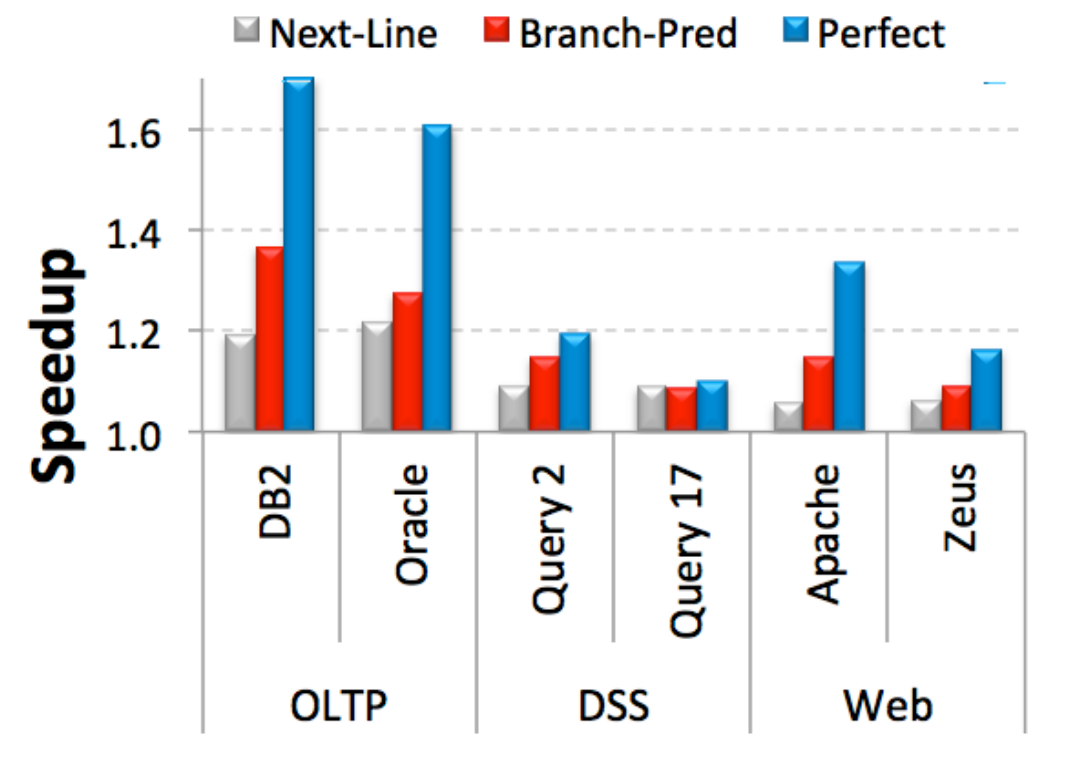 Next-Line Branch-Pred Perfect
Speedup
1.6
1.4
1.2
1.0
DB2 Oracle Query 2 Query 17 Apache Zeus
OLTP DSS Web